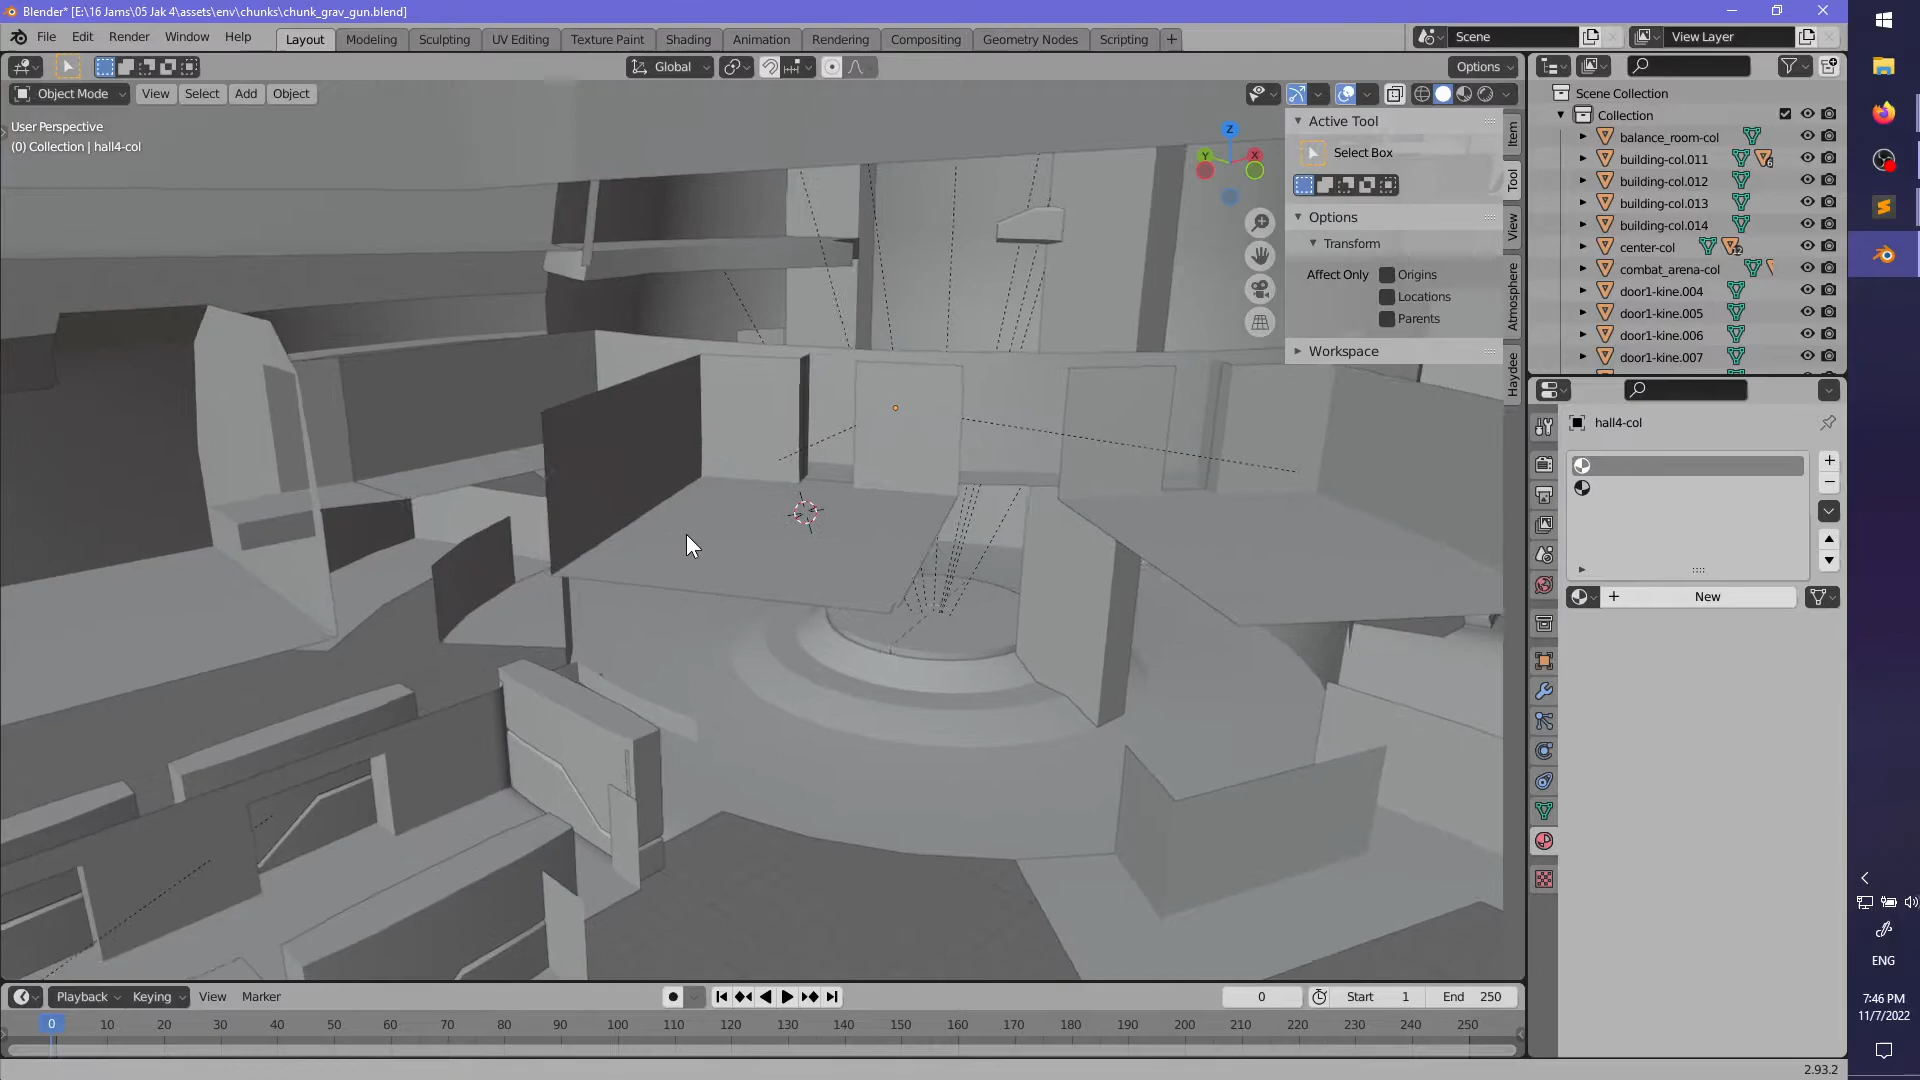 Blender* [E:\16 Jams\05 Jak 4\assets\env\chunks\chunk_grav_gun.blend]
File Edit Render Window Help
Layout Modeling Sculpting UV Editing Texture Paint Shading Animation Rendering Compositing Geometry Nodes Scripting +
Scene
View Layer
Global
Options
Object Mode View Select Add Object
User Perspective
(0) Collection | hall4-col
Z
Y
X
Active Tool
Select Box
Options
Transform
Affect Only
Origins
Locations
Parents
Workspace
Item
Tool
View
Atmosphere
Haydee
Scene Collection
Collection
balance_room-col
building-col.011
6
building-col.012
building-col.013
building-col.014
center-col
combat_arena-col
door1-kine.004
door1-kine.005
door1-kine.006
door1-kine.007
hall4-col
New
Playback Keying View Marker
0
Start 1
End 250
0 10 20 30 40 50 60 70 80 90 100 110 120 130 140 150 160 170 180 190 200 210 220 230 240 250
2.93.2
ENG
7:46 PM
11/7/2022